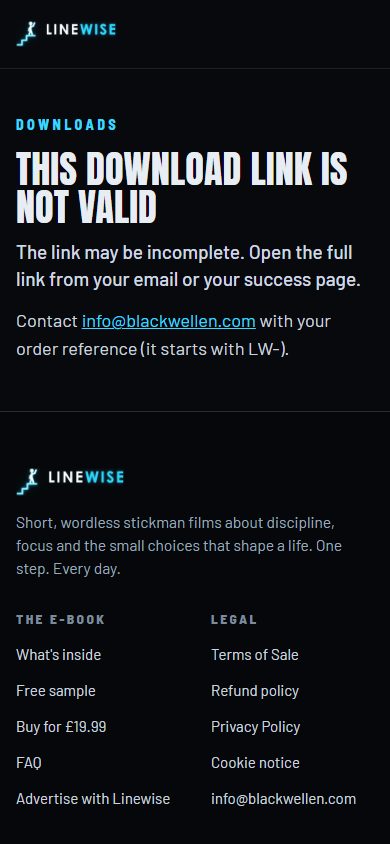 LINEWISE
DOWNLOADS
THIS DOWNLOAD LINK IS
NOT VALID
The link may be incomplete. Open the full
link from your email or your success page.
Contact info@blackwellen.com with your
order reference (it starts with LW-).
LINEWISE
Short, wordless stickman films about discipline,
focus and the small choices that shape a life. One
step. Every day.
THE E-BOOK
What's inside
Free sample
Buy for £19.99
FAQ
Advertise with Linewise
LEGAL
Terms of Sale
Refund policy
Privacy Policy
Cookie notice
info@blackwellen.com